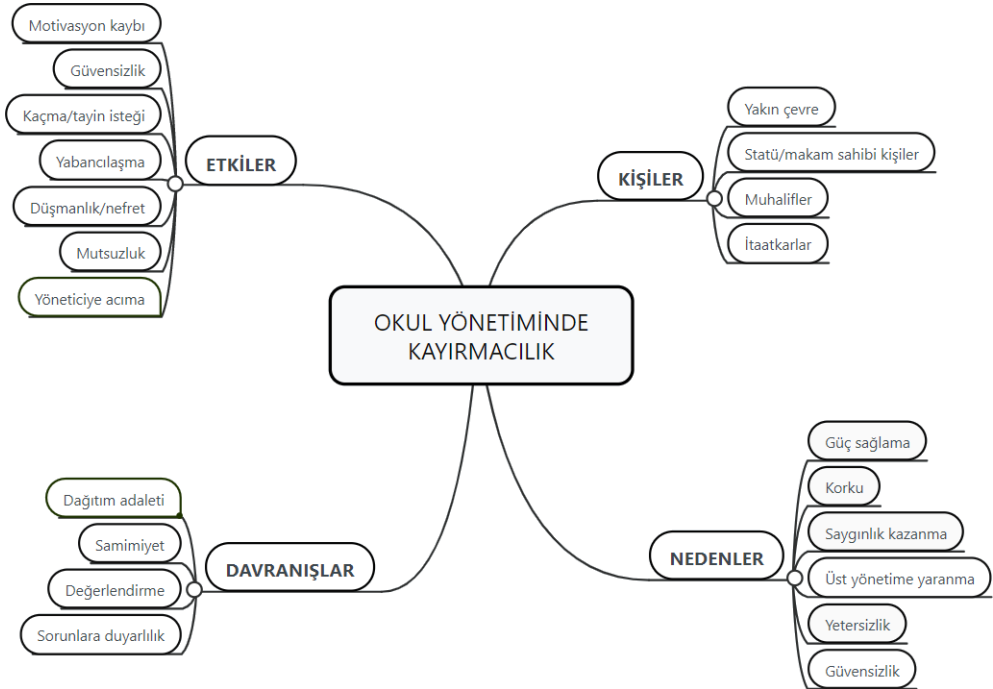 Motivasyon kaybı
Güvensizlik
Kaçma/tayin isteği
Yabancılaşma
Düşmanlık/nefret
Mutsuzluk
Yöneticiye acıma
ETKİLER
KİŞİLER
Yakın çevre
Statü/makam sahibi kişiler
Muhalifler
İtaatkarlar
OKUL YÖNETİMİNDE
KAYIRMACILIK
Dağıtım adaleti
Samimiyet
Değerlendirme
Sorunlara duyarlılık
DAVRANIŞLAR
NEDENLER
Güç sağlama
Korku
Saygınlık kazanma
Üst yönetime yaranma
Yetersizlik
Güvensizlik